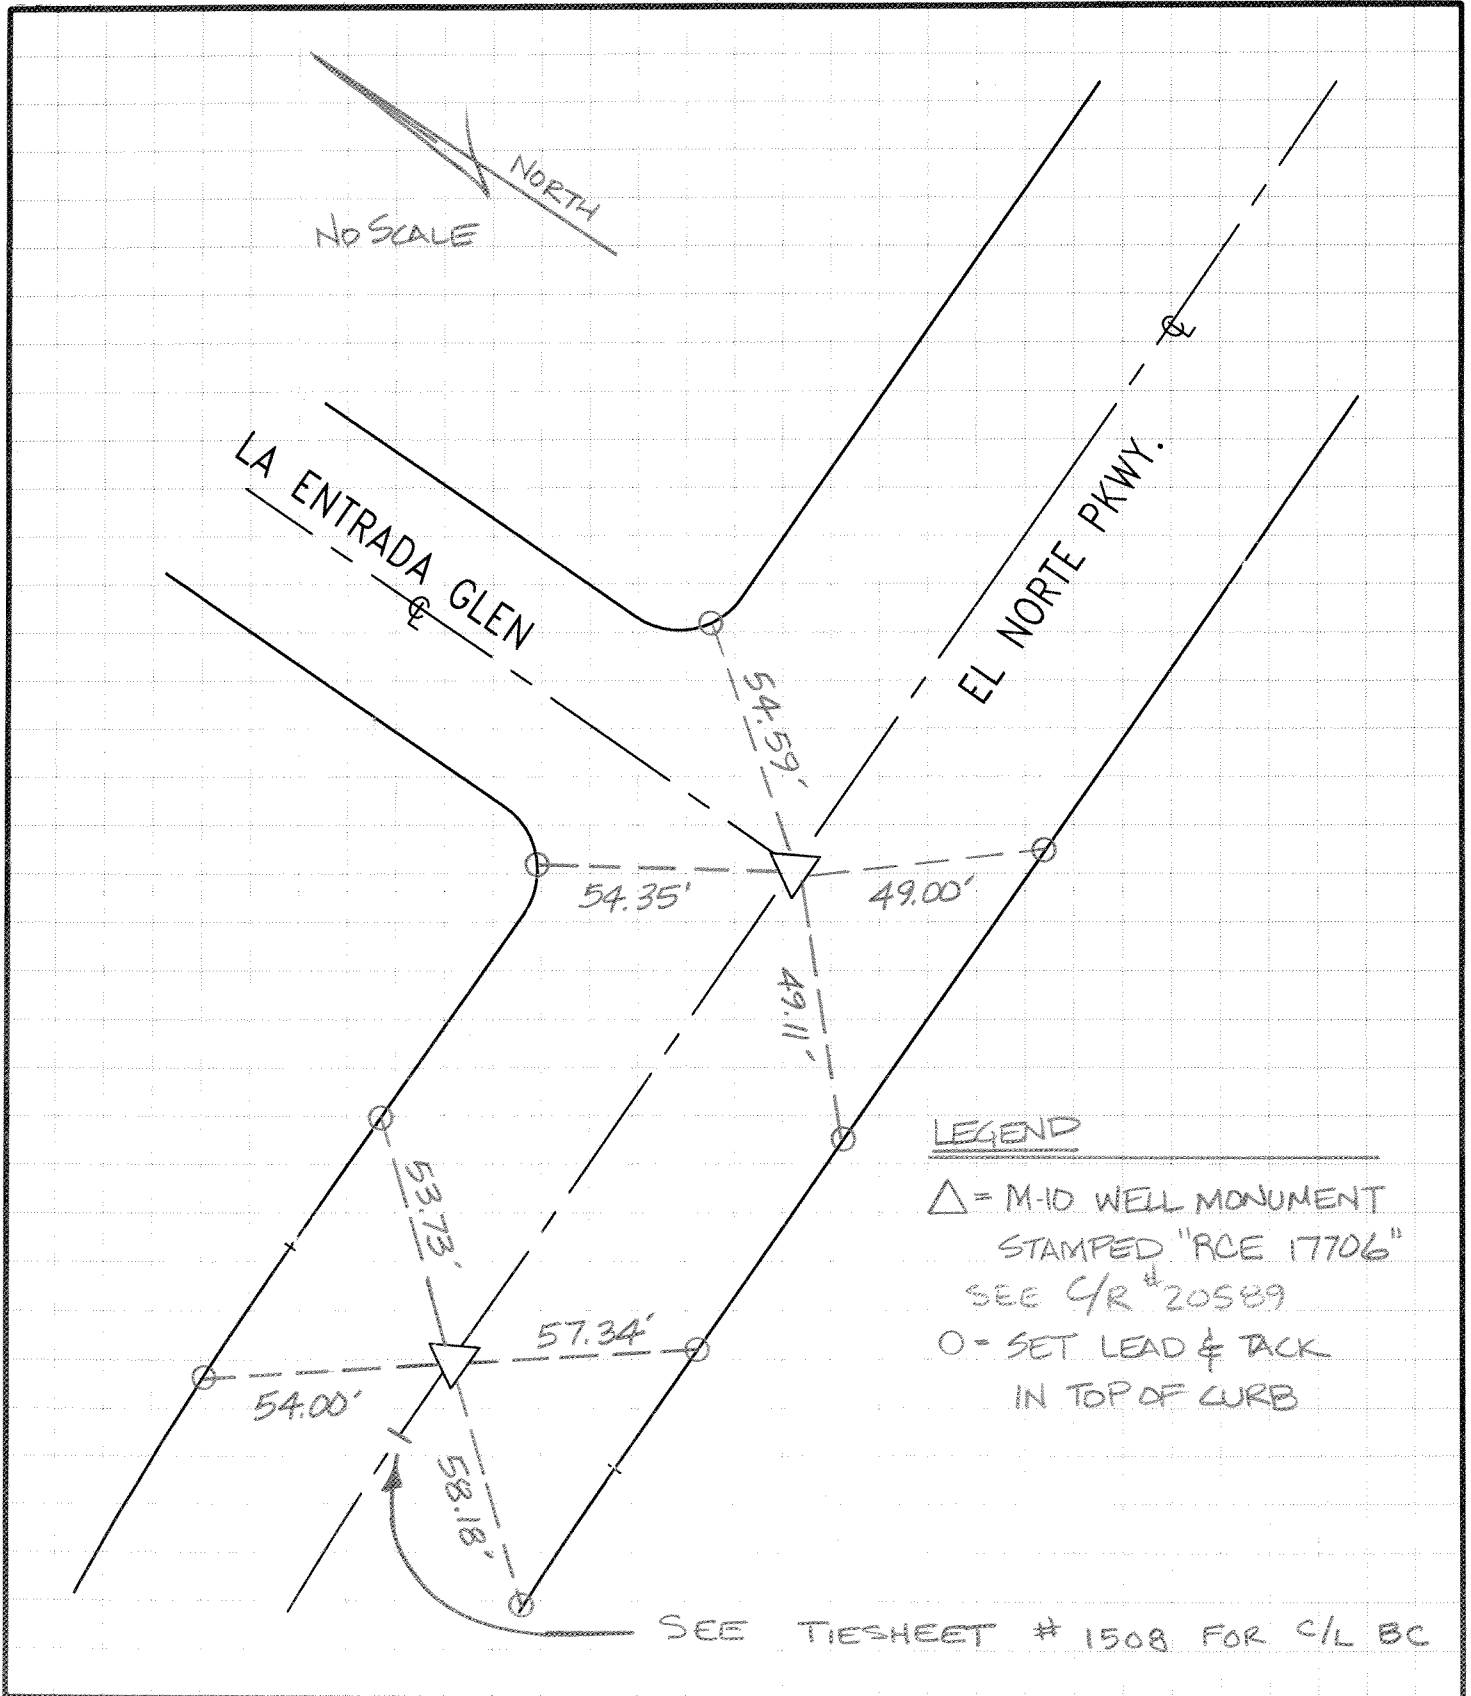 NORTH
NO SCALE
LA ENTRADA GLEN
℄
℄
EL NORTE PKWY.
54.59'
54.35'
49.00'
49.11'
53.73'
57.34'
54.00'
58.18'
LEGEND
△ = M-10 WELL MONUMENT
STAMPED "RCE 17706"
SEE C/R #20589
○ = SET LEAD & TACK
IN TOP OF CURB
SEE TIESHEET # 1508 FOR C/L BC